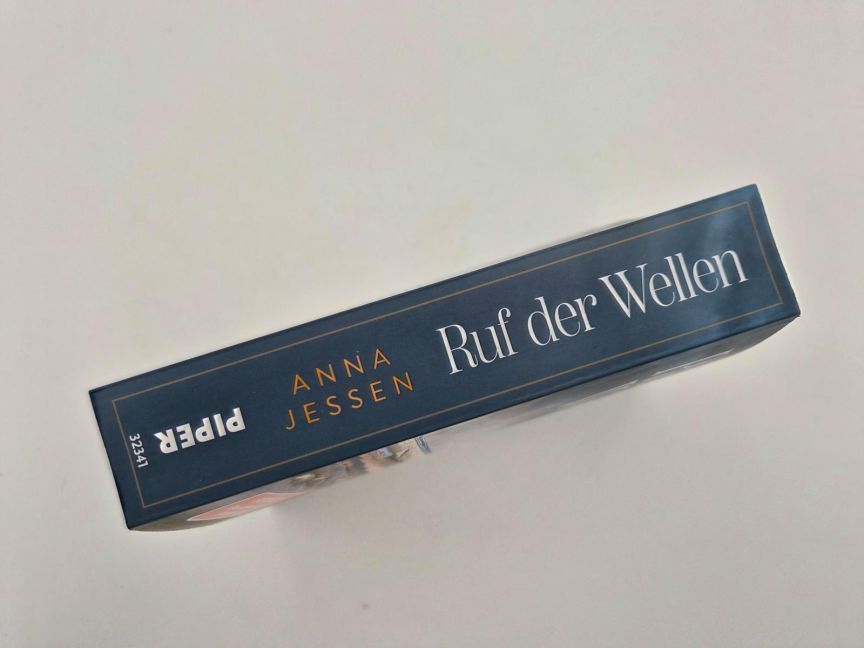 32341
PIPER
ANNA
JESSEN
Ruf der Wellen